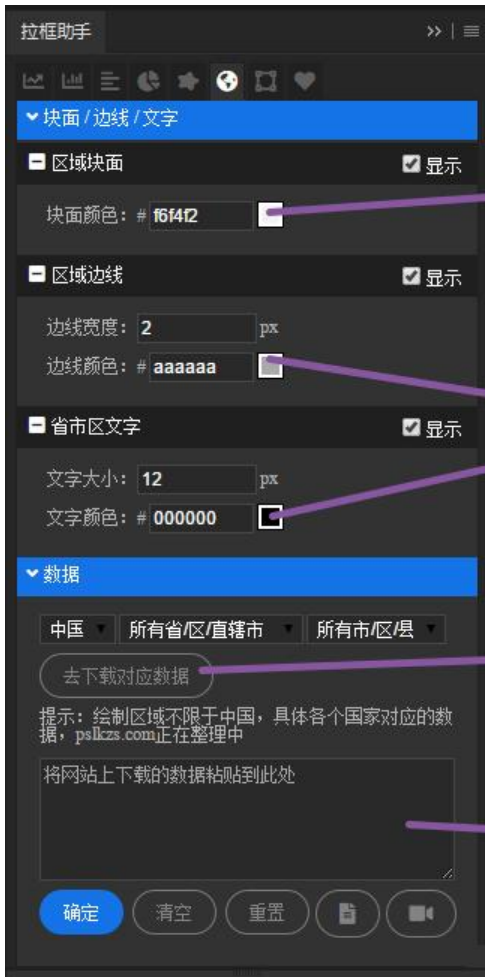 拉框助手
块面 / 边线 / 文字
区域块面 显示
块面颜色: # f6f4f2
区域边线 显示
边线宽度: 2 px
边线颜色: # aaaaaa
省市区文字 显示
文字大小: 12 px
文字颜色: # 000000
数据
中国 所有省/区/直辖市 所有市/区/县
去下载对应数据
提示：绘制区域不限于中国，具体各个国家对应的数
据，pslkzs.com正在整理中
将网站上下载的数据粘贴到此处
确定 清空 重置